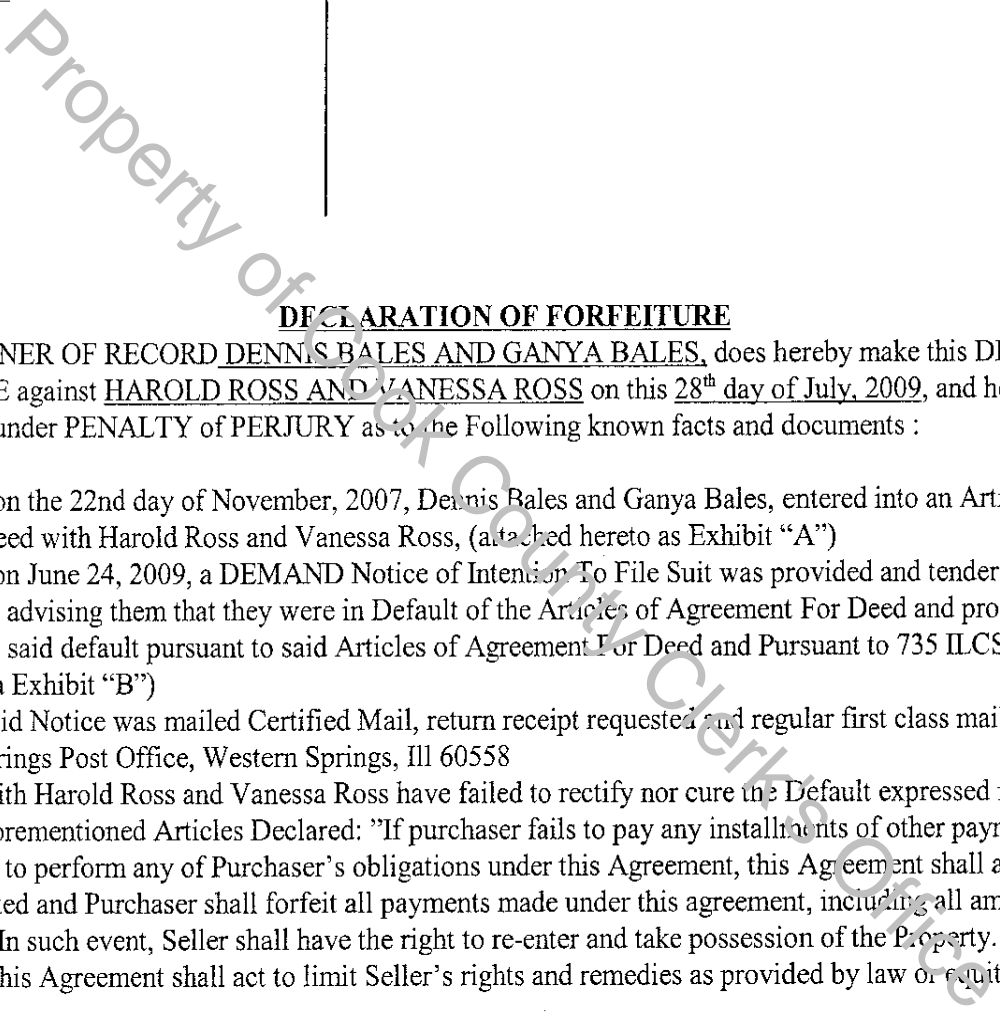 DECLARATION OF FORFEITURE
NER OF RECORD DENNIS BALES AND GANYA BALES, does hereby make this
E against HAROLD ROSS AND VANESSA ROSS on this 28th day of July, 2009, and
under PENALTY of PERJURY as to the Following known facts and documents :
on the 22nd day of November, 2007, Dennis Bales and Ganya Bales, entered into an
eed with Harold Ross and Vanessa Ross, (attached hereto as Exhibit “A”)
on June 24, 2009, a DEMAND Notice of Intention To File Suit was provided and tender
advising them that they were in Default of the Articles of Agreement For Deed and pro
said default pursuant to said Articles of Agreement For Deed and Pursuant to 735 ILCS
Exhibit “B”)
id Notice was mailed Certified Mail, return receipt requested and regular first class mai
rings Post Office, Western Springs, Ill 60558
ith Harold Ross and Vanessa Ross have failed to rectify nor cure the Default expressed
orementioned Articles Declared: ”If purchaser fails to pay any installments of other payr
to perform any of Purchaser’s obligations under this Agreement, this Agreement shall a
ed and Purchaser shall forfeit all payments made under this agreement, including all am
In such event, Seller shall have the right to re-enter and take possession of the Property.
his Agreement shall act to limit Seller’s rights and remedies as provided by law or equit
Property of Cook County Clerk's Office